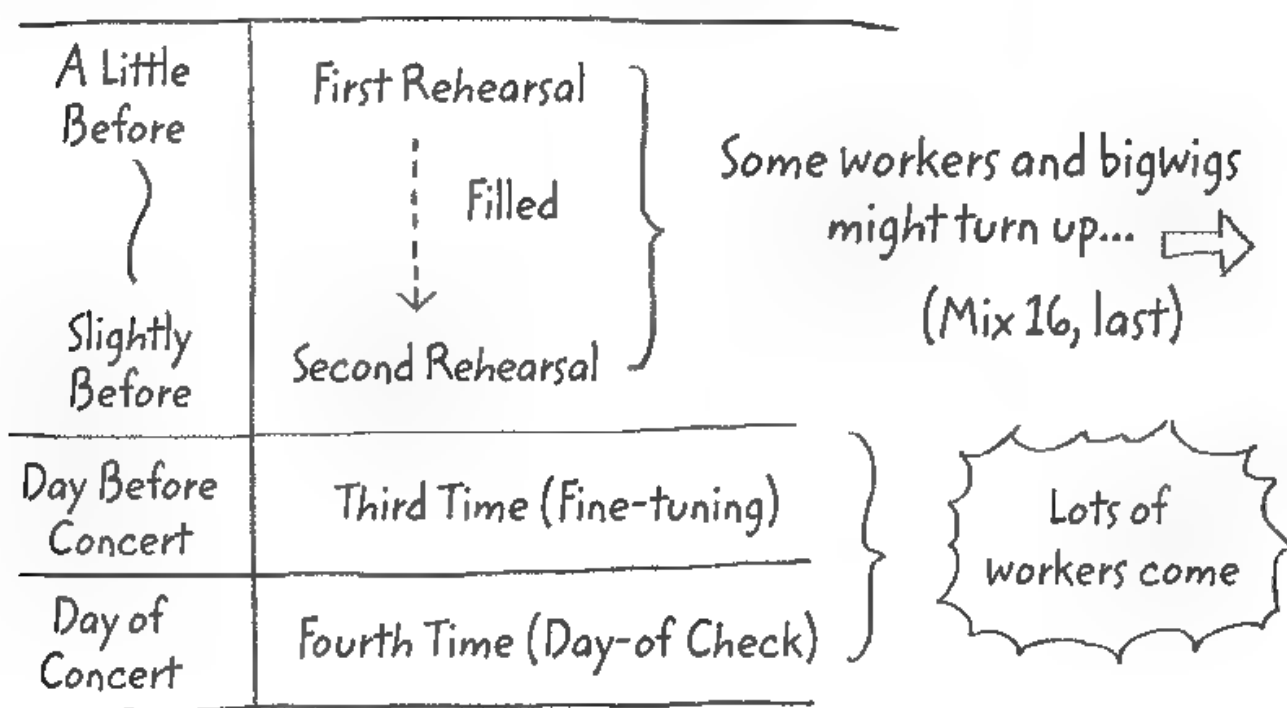 A Little
Before
First Rehearsal
Filled
Some workers and bigwigs
might turn up...
(Mix 16, last)
Slightly
Before
Second Rehearsal
Day Before
Concert
Third Time (Fine-tuning)
Lots of
workers come
Day of
Concert
Fourth Time (Day-of Check)